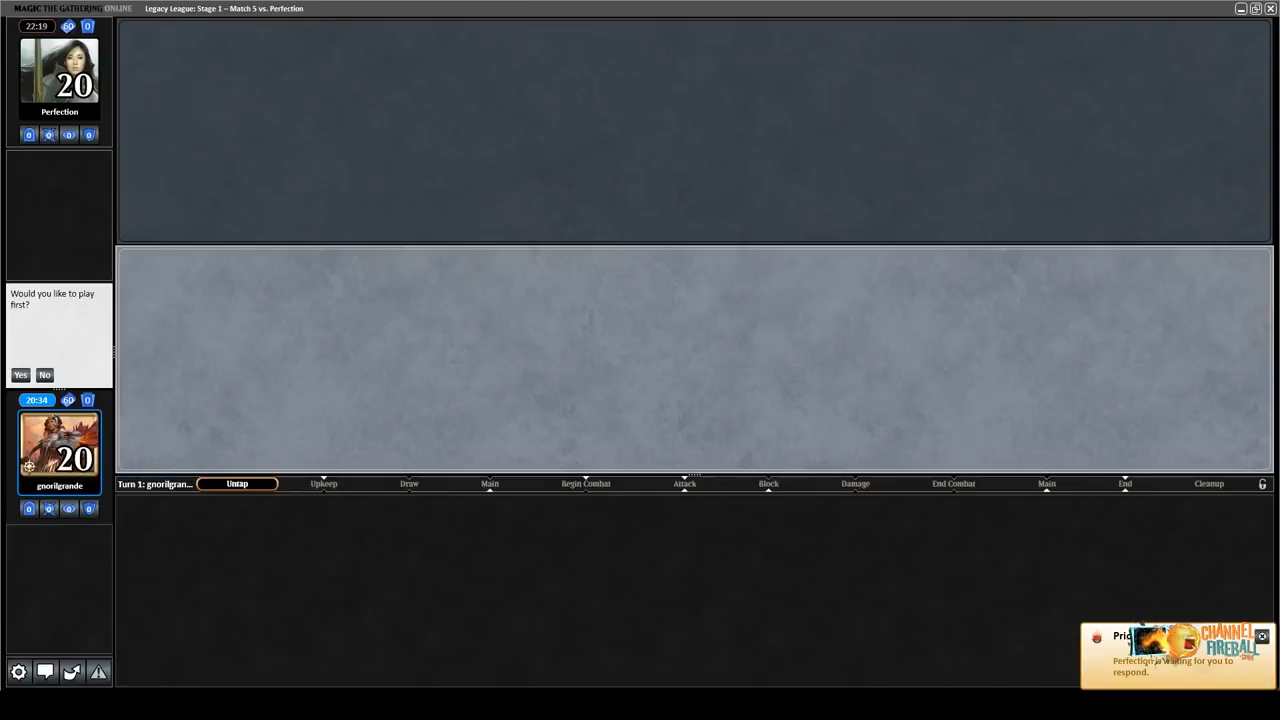 MAGIC THE GATHERING ONLINE Legacy League: Stage 1 – Match 5 vs. Perfection
22:19 60 0
20
Perfection
0 0 0 0
Would you like to play
first?
Yes No
20:34 60 0
20
gnorilgrande
0 0 0 0
Turn 1: gnorilgran... Untap Upkeep Draw Main Begin Combat Attack Block Damage End Combat Main End Cleanup
CHANNEL
FIREBALL
.COM
Perfection is waiting for you to
respond.